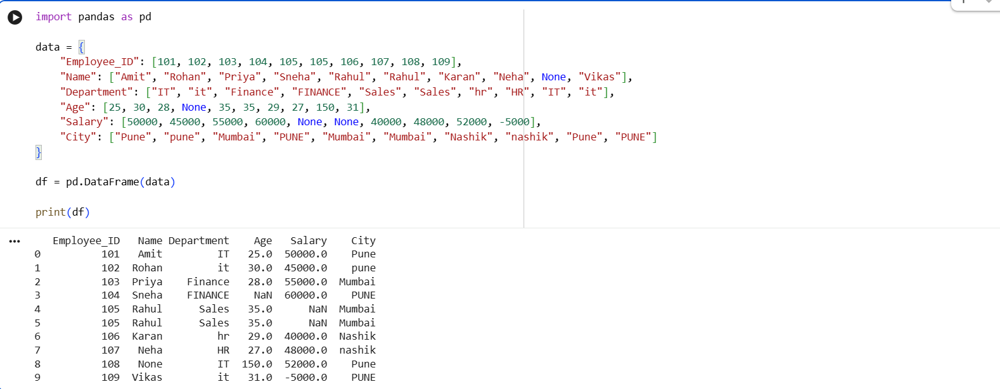 import pandas as pd
data = {
    "Employee_ID": [101, 102, 103, 104, 105, 105, 106, 107, 108, 109],
    "Name": ["Amit", "Rohan", "Priya", "Sneha", "Rahul", "Rahul", "Karan", "Neha", None, "Vikas"],
    "Department": ["IT", "it", "Finance", "FINANCE", "Sales", "Sales", "hr", "HR", "IT", "it"],
    "Age": [25, 30, 28, None, 35, 35, 29, 27, 150, 31],
    "Salary": [50000, 45000, 55000, 60000, None, None, 40000, 48000, 52000, -5000],
    "City": ["Pune", "pune", "Mumbai", "PUNE", "Mumbai", "Mumbai", "Nashik", "nashik", "Pune", "PUNE"]
}
df = pd.DataFrame(data)
print(df)
   Employee_ID   Name Department    Age   Salary    City
0          101   Amit         IT   25.0  50000.0    Pune
1          102  Rohan         it   30.0  45000.0    pune
2          103  Priya    Finance   28.0  55000.0  Mumbai
3          104  Sneha    FINANCE    NaN  60000.0    PUNE
4          105  Rahul      Sales   35.0      NaN  Mumbai
5          105  Rahul      Sales   35.0      NaN  Mumbai
6          106  Karan         hr   29.0  40000.0  Nashik
7          107   Neha         HR   27.0  48000.0  nashik
8          108   None         IT  150.0  52000.0    Pune
9          109  Vikas         it   31.0  -5000.0    PUNE